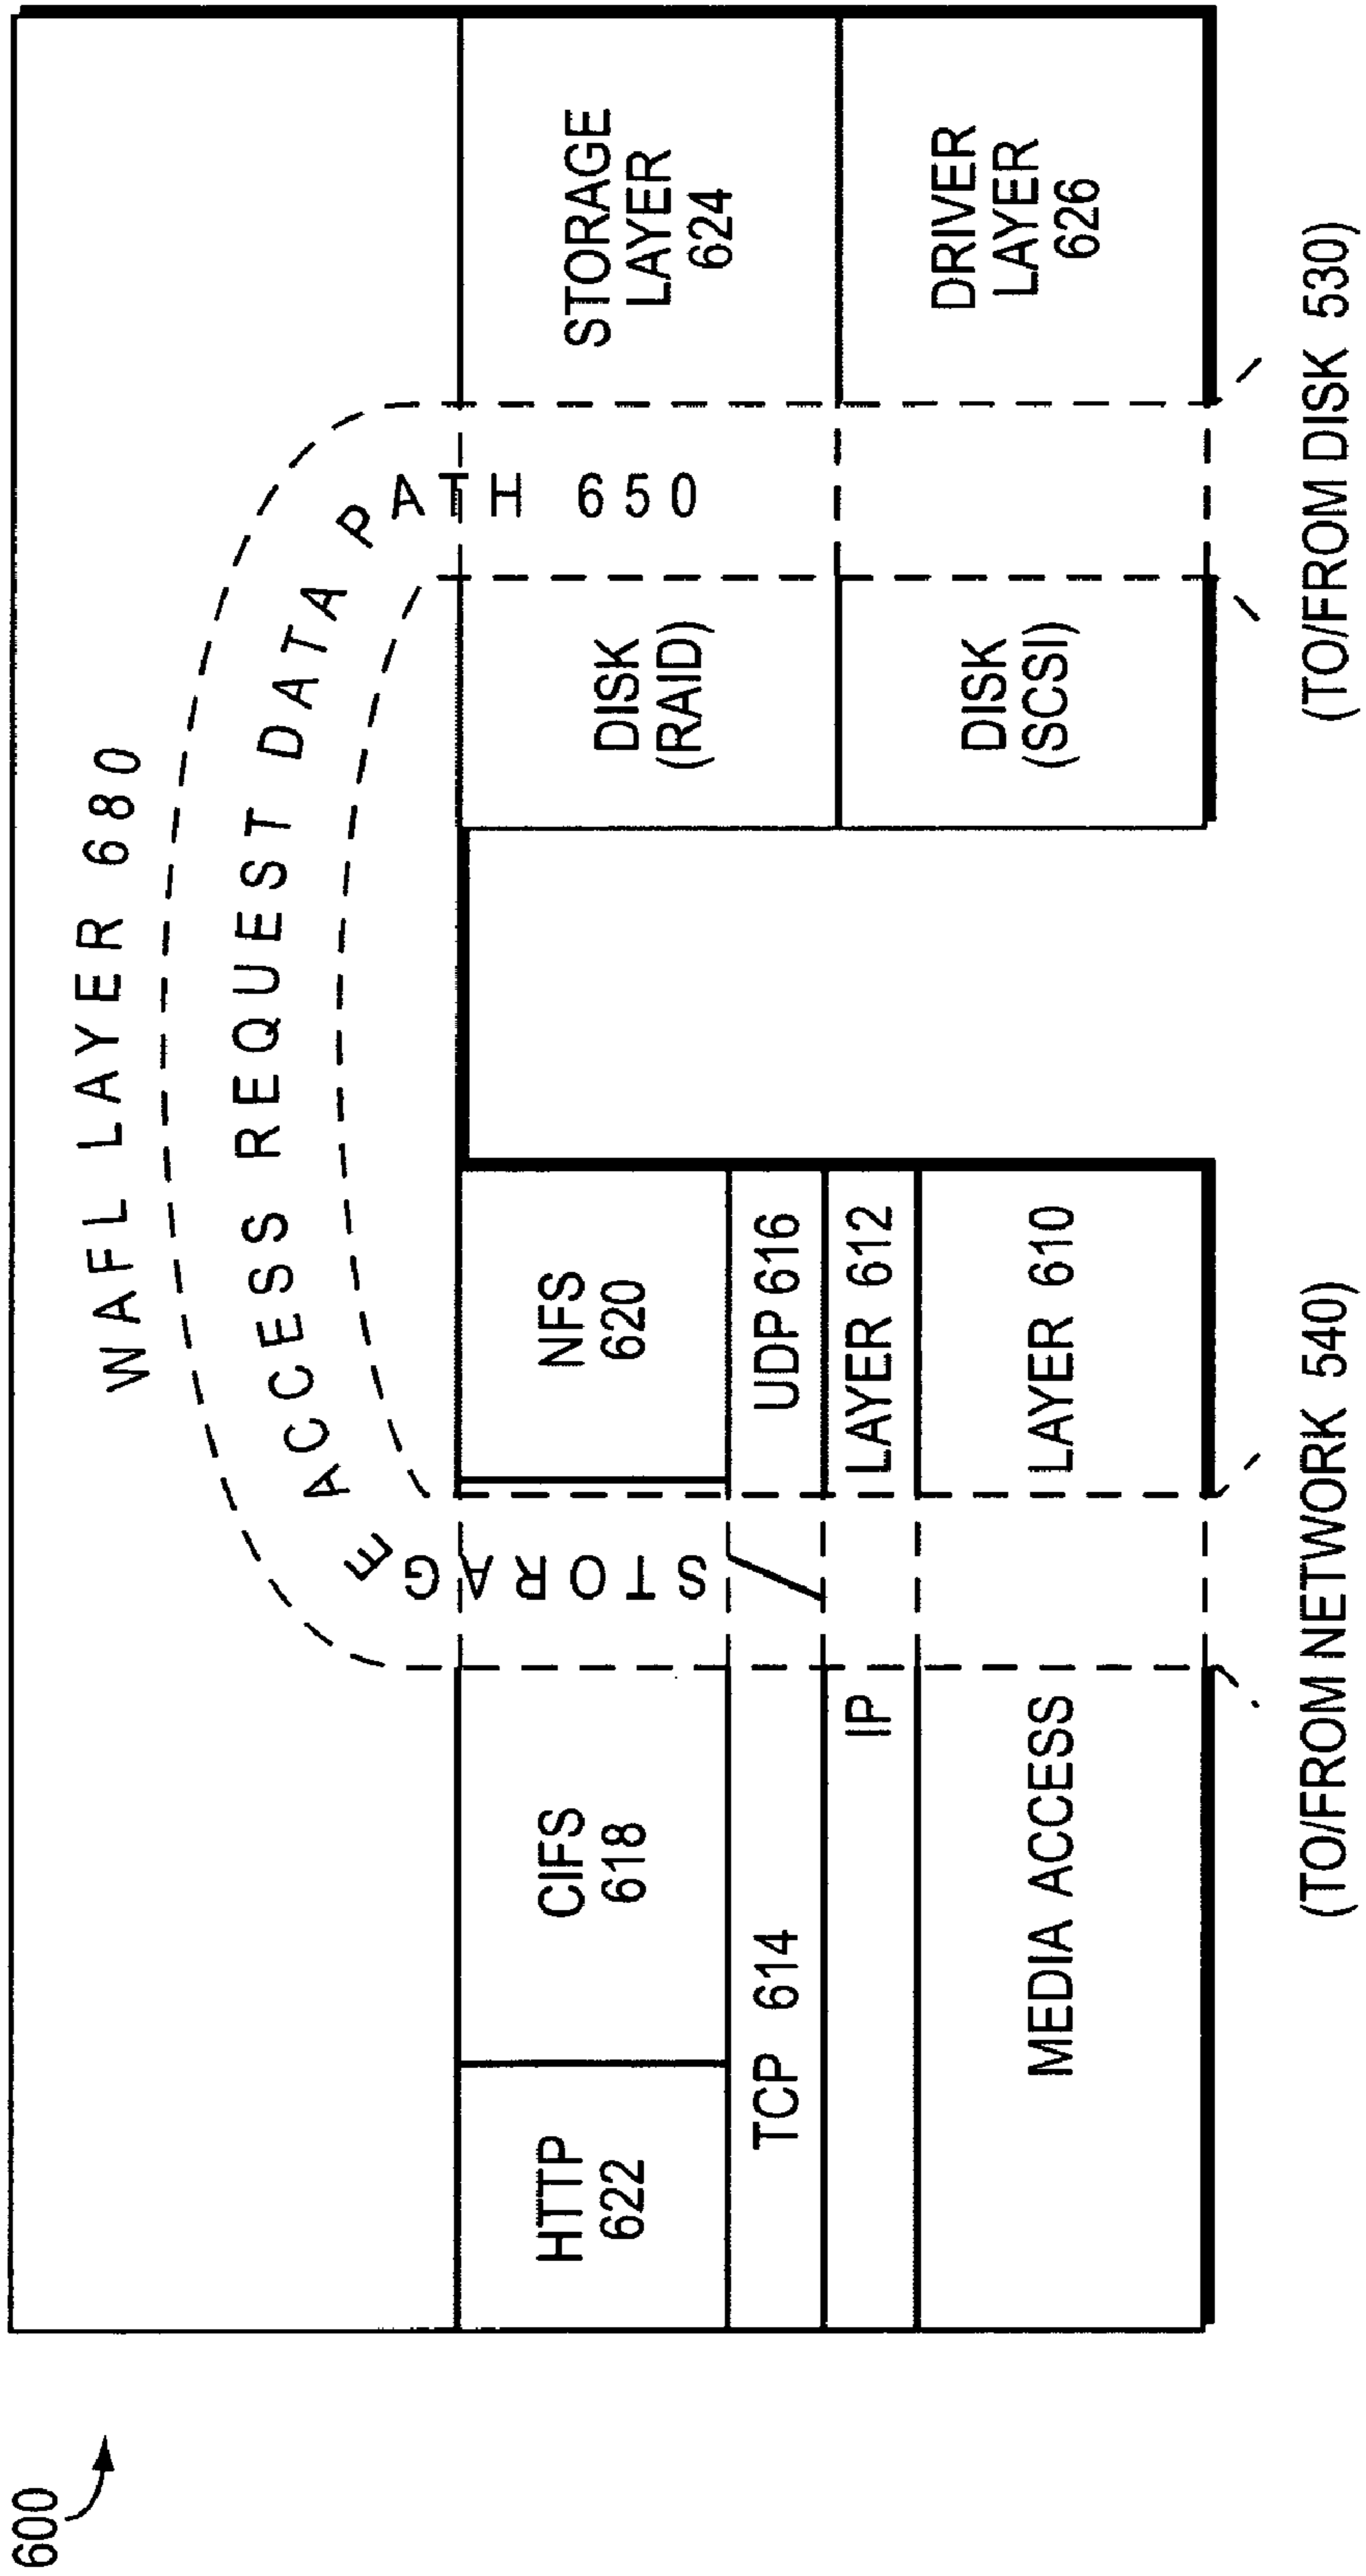 600
WAFL LAYER 680
STORAGE ACCESS REQUEST DATA PATH 650
HTTP
622
CIFS
618
NFS
620
DISK
(RAID)
STORAGE
LAYER
624
TCP 614
UDP 616
IP
LAYER 612
MEDIA ACCESS
LAYER 610
DISK
(SCSI)
DRIVER
LAYER
626
(TO/FROM NETWORK 540)
(TO/FROM DISK 530)